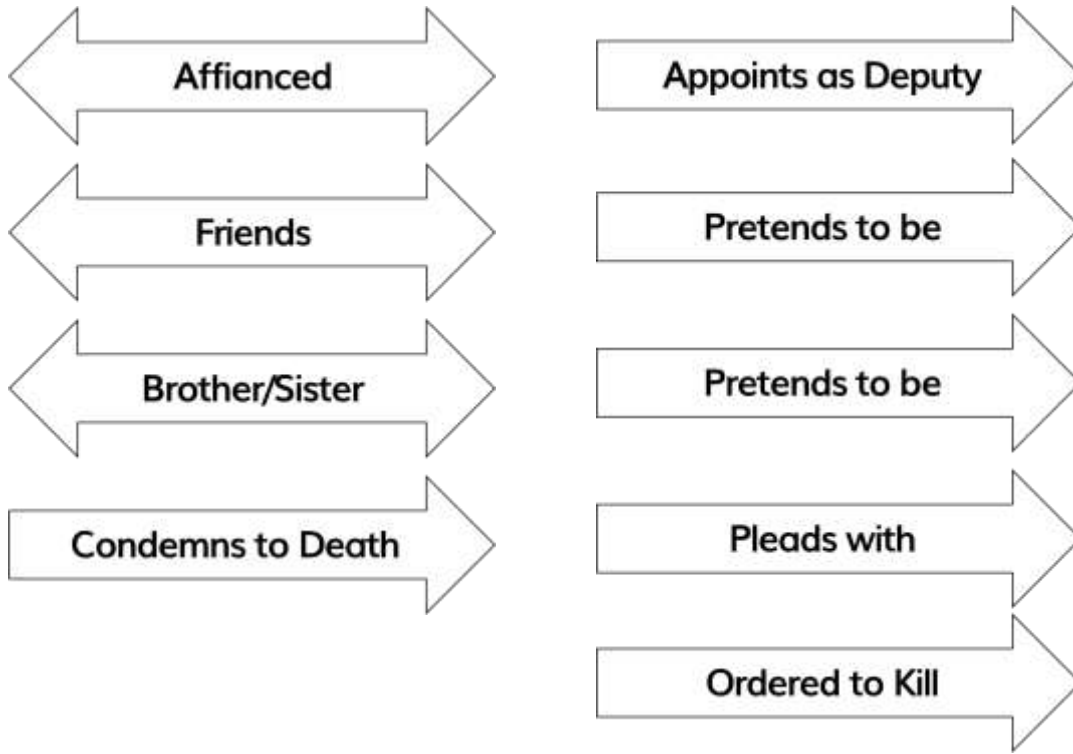 Affianced
Friends
Brother/Sister
Condemns to Death
Appoints as Deputy
Pretends to be
Pretends to be
Pleads with
Ordered to Kill